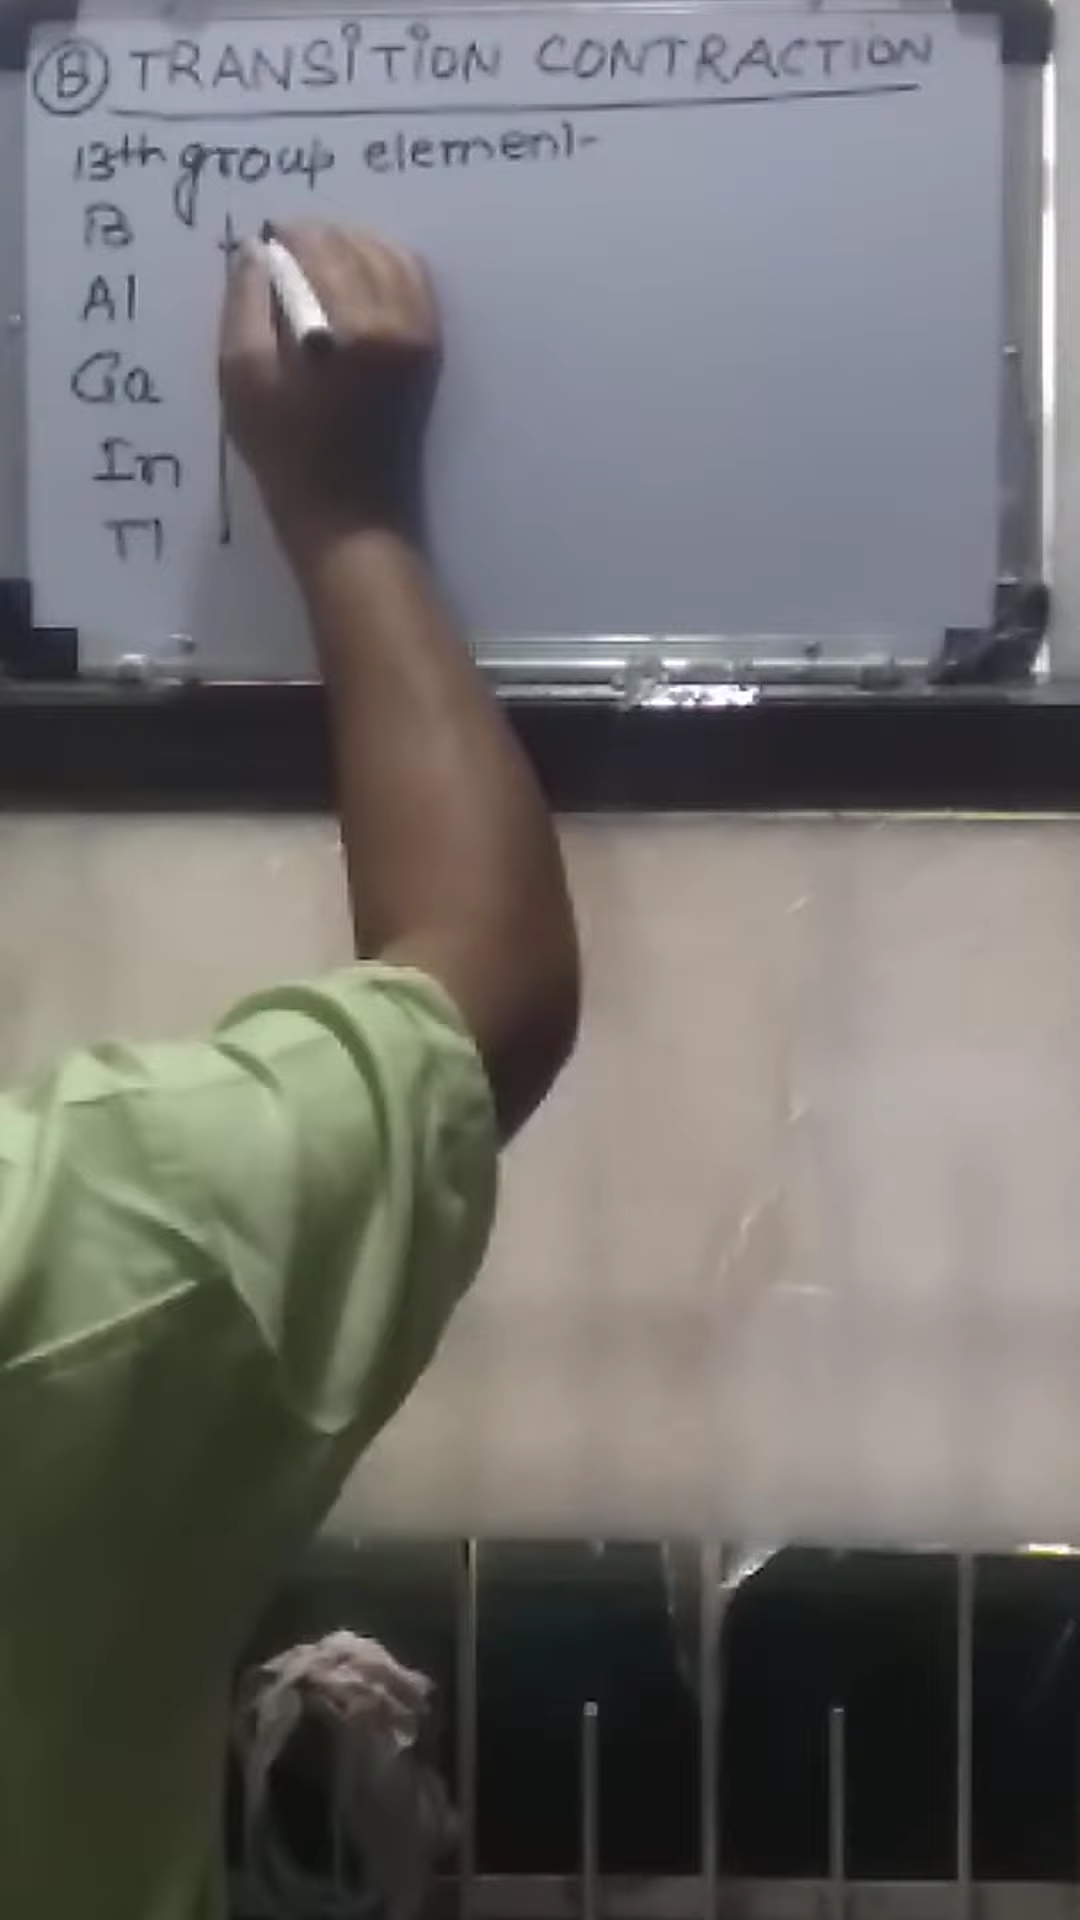 Ⓑ TRANSITION CONTRACTION
13th group element-
B
Al
Ga
In
Tl